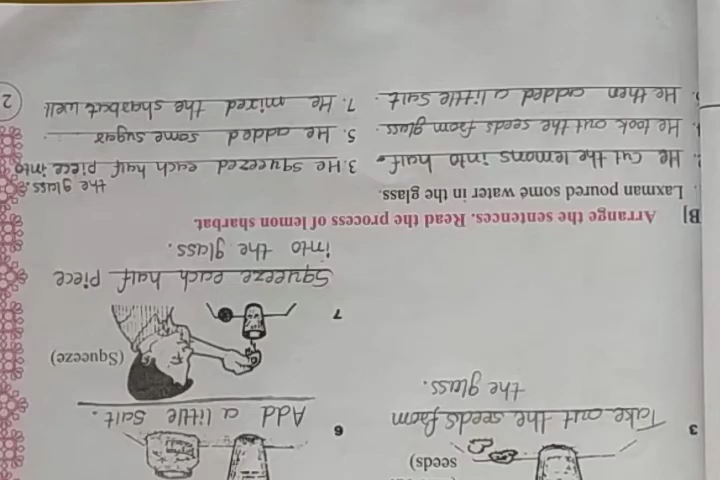 seeds)
3 Take out the seeds from
the glass.
6 Add a little salt.
(Squeeze)
7
Squeeze each half piece
into the glass.
B] Arrange the sentences. Read the process of lemon sharbat
. Laxman poured some water in the glass.
. He cut the lemons into half.
3. He squeezed each half piece into
the glass.
. He took out the seeds from glass.
5. He added some sugar
. He then added a little salt.
7. He mixed the sharbat well
2